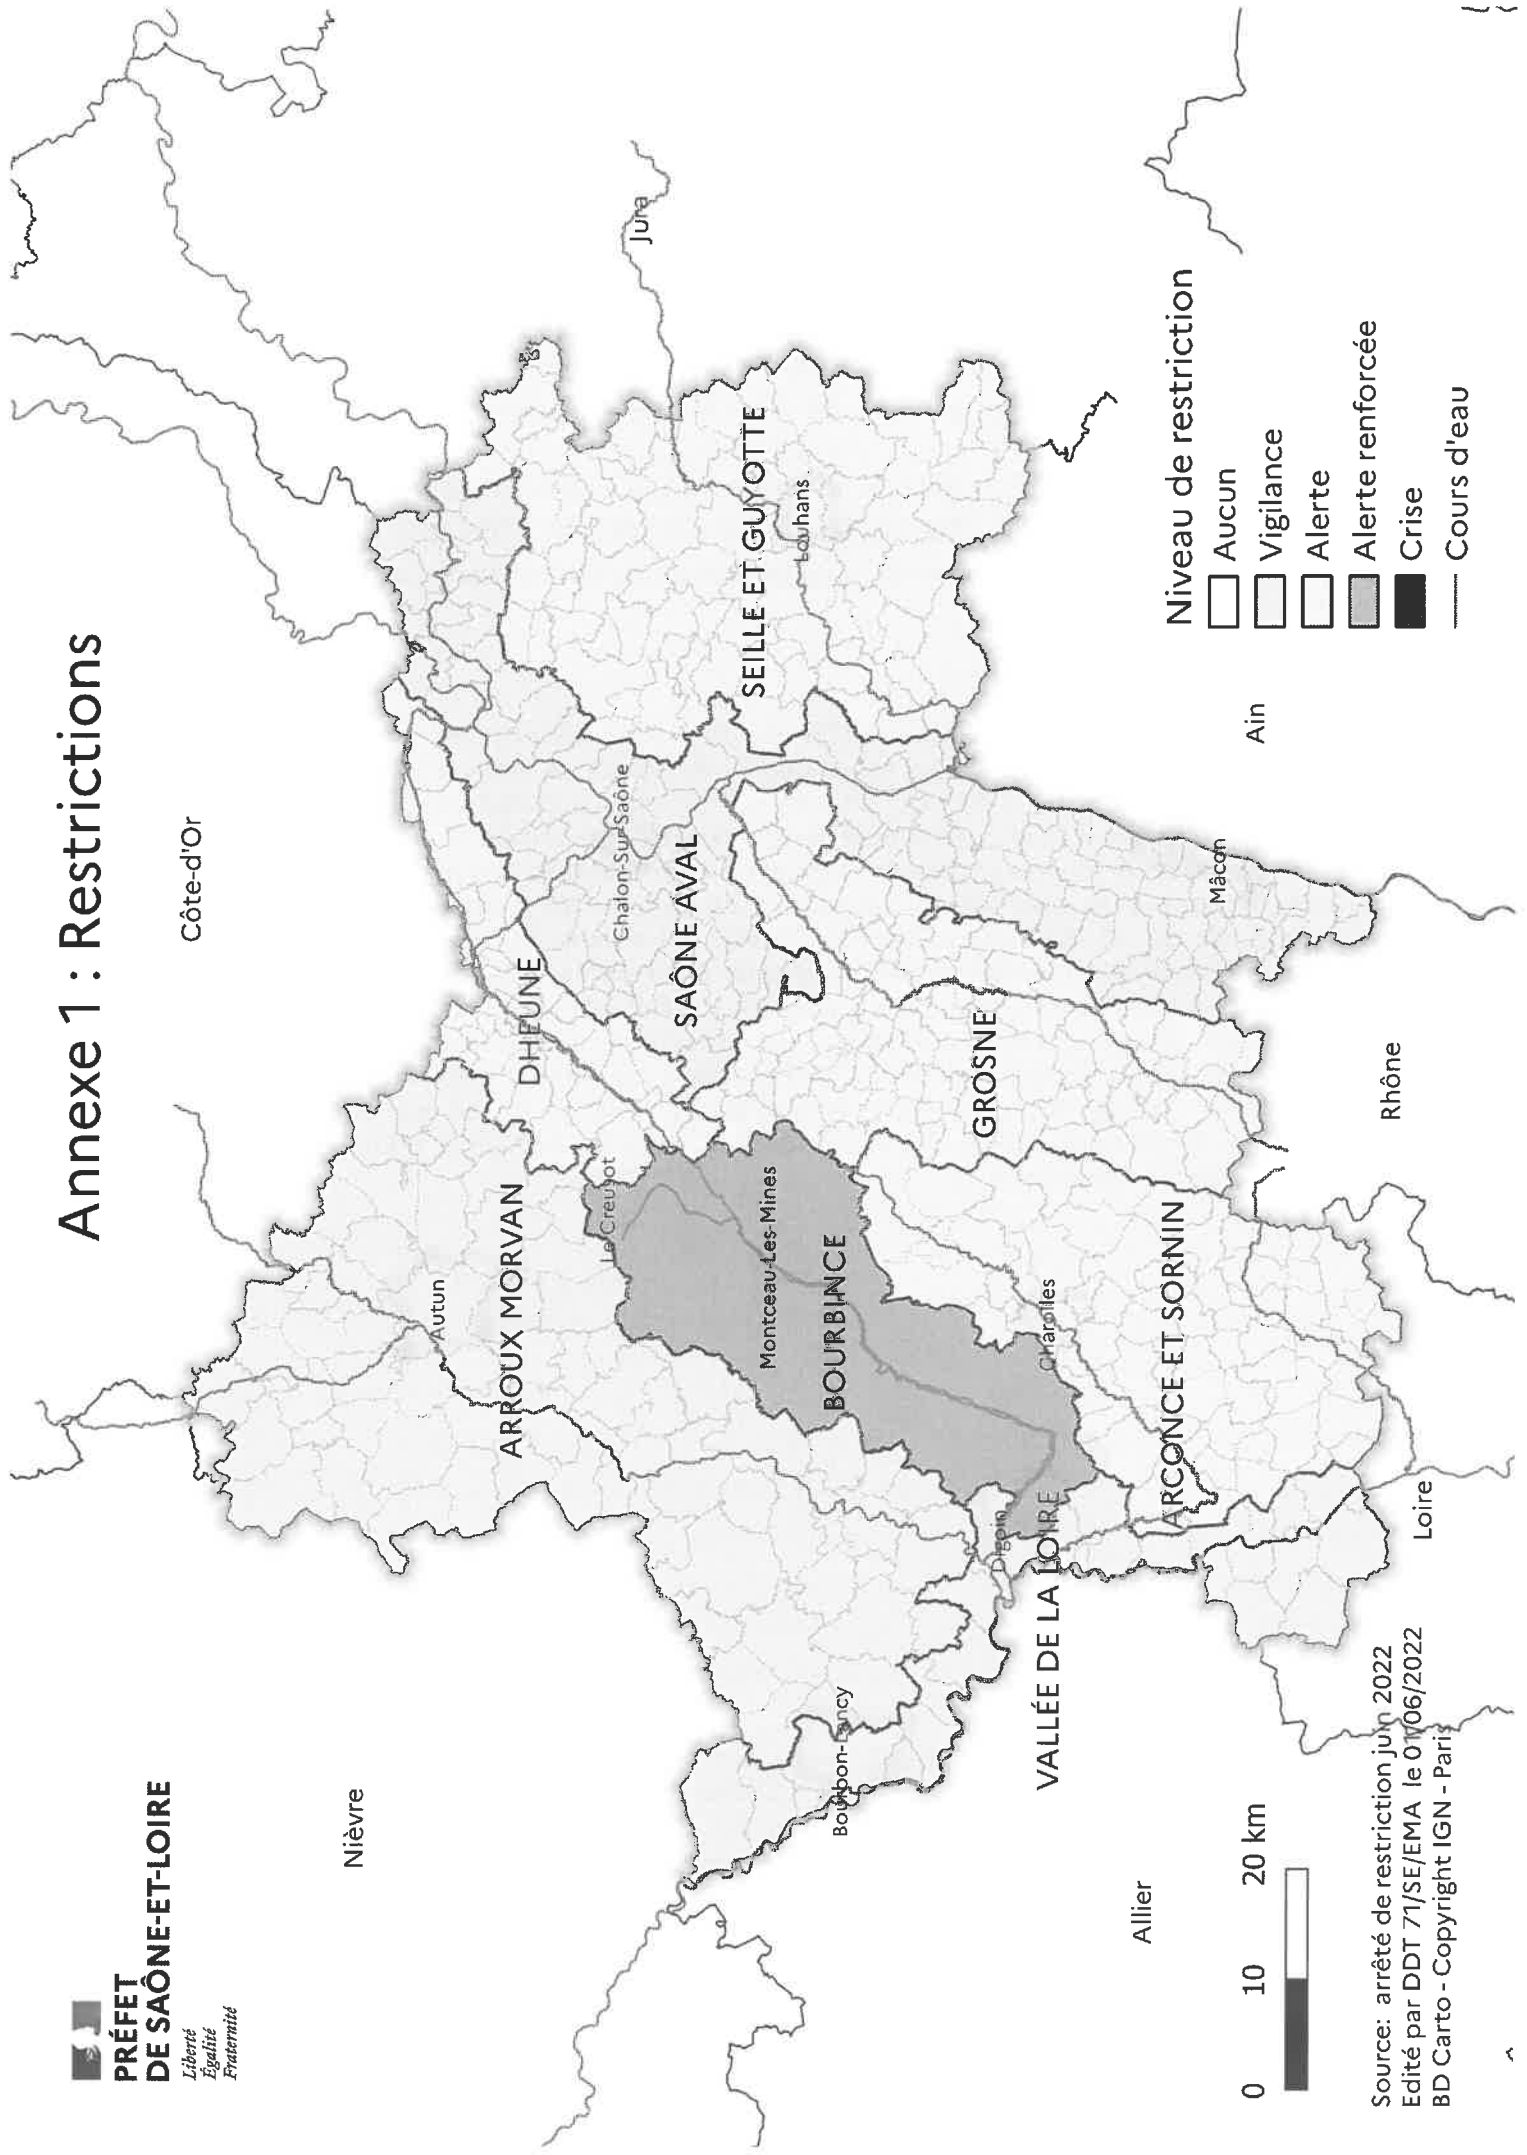 PRÉFET
DE SAÔNE-ET-LOIRE
Liberté
Égalité
Fraternité
Annexe 1 : Restrictions
Côte-d'Or
Nièvre
Jura
Autun
DHEUNE
ARROUX MORVAN
Le Creusot
Chalon-Sur-Saône
SAÔNE AVAL
SEILLE ET GUYOTTE
Louhans
Montceau-Les-Mines
BOURBINCE
Bourbon-Lancy
GROSNE
Digoin
Charolles
VALLÉE DE LA LOIRE
ARCONCE ET SORNIN
Mâcon
Allier
Ain
Rhône
Loire
Niveau de restriction
Aucun
Vigilance
Alerte
Alerte renforcée
Crise
Cours d'eau
0 10 20 km
Source: arrêté de restriction juin 2022
Edité par DDT 71/SE/EMA le 01/06/2022
BD Carto - Copyright IGN - Paris